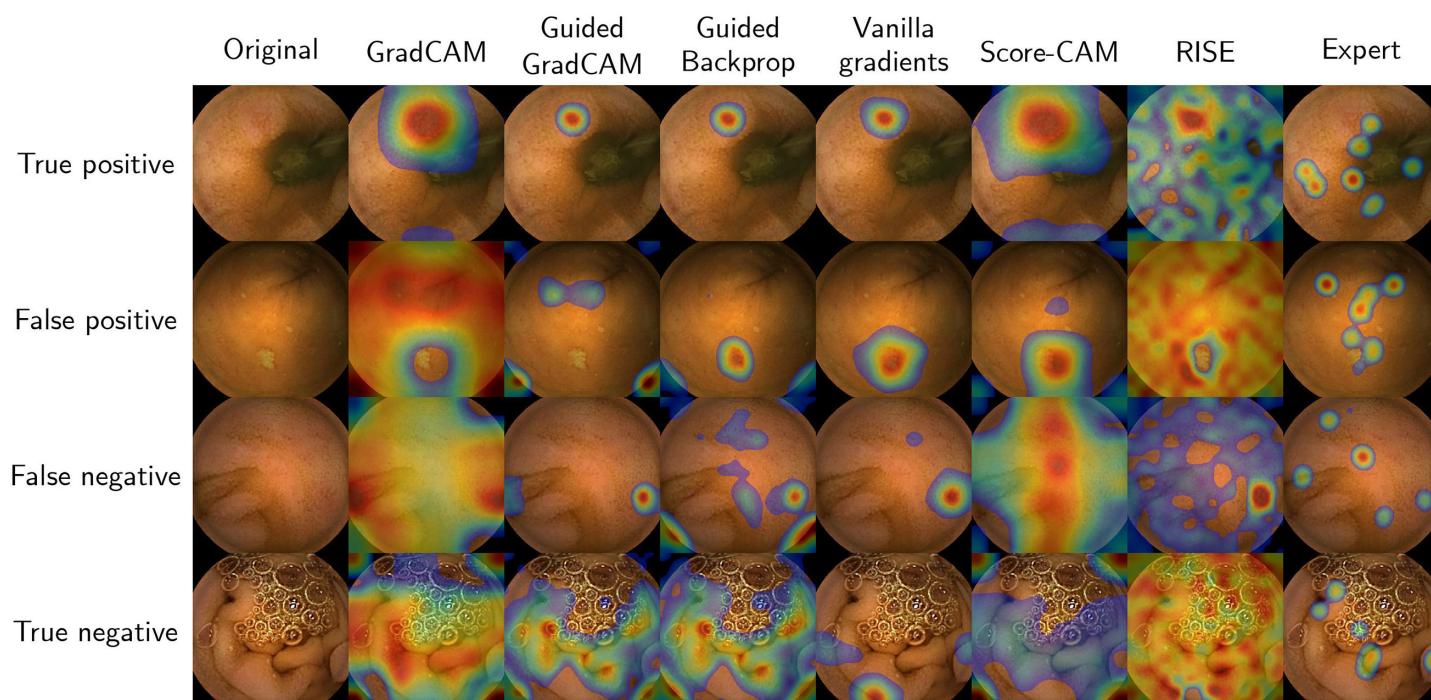 Original
GradCAM
Guided
GradCAM
Guided
Backprop
Vanilla
gradients
Score-CAM
RISE
Expert
True positive
False positive
False negative
True negative